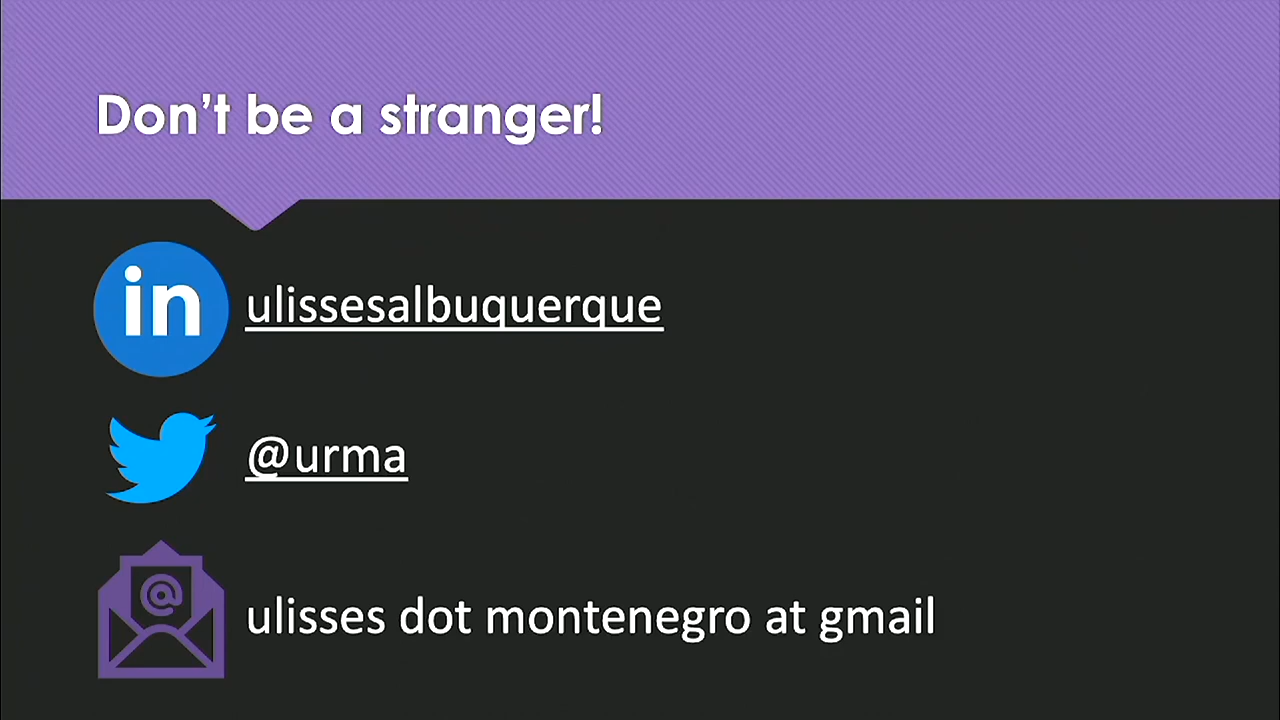 Don't be a stranger!
in ulissesalbuquerque
@urma
@ ulisses dot montenegro at gmail